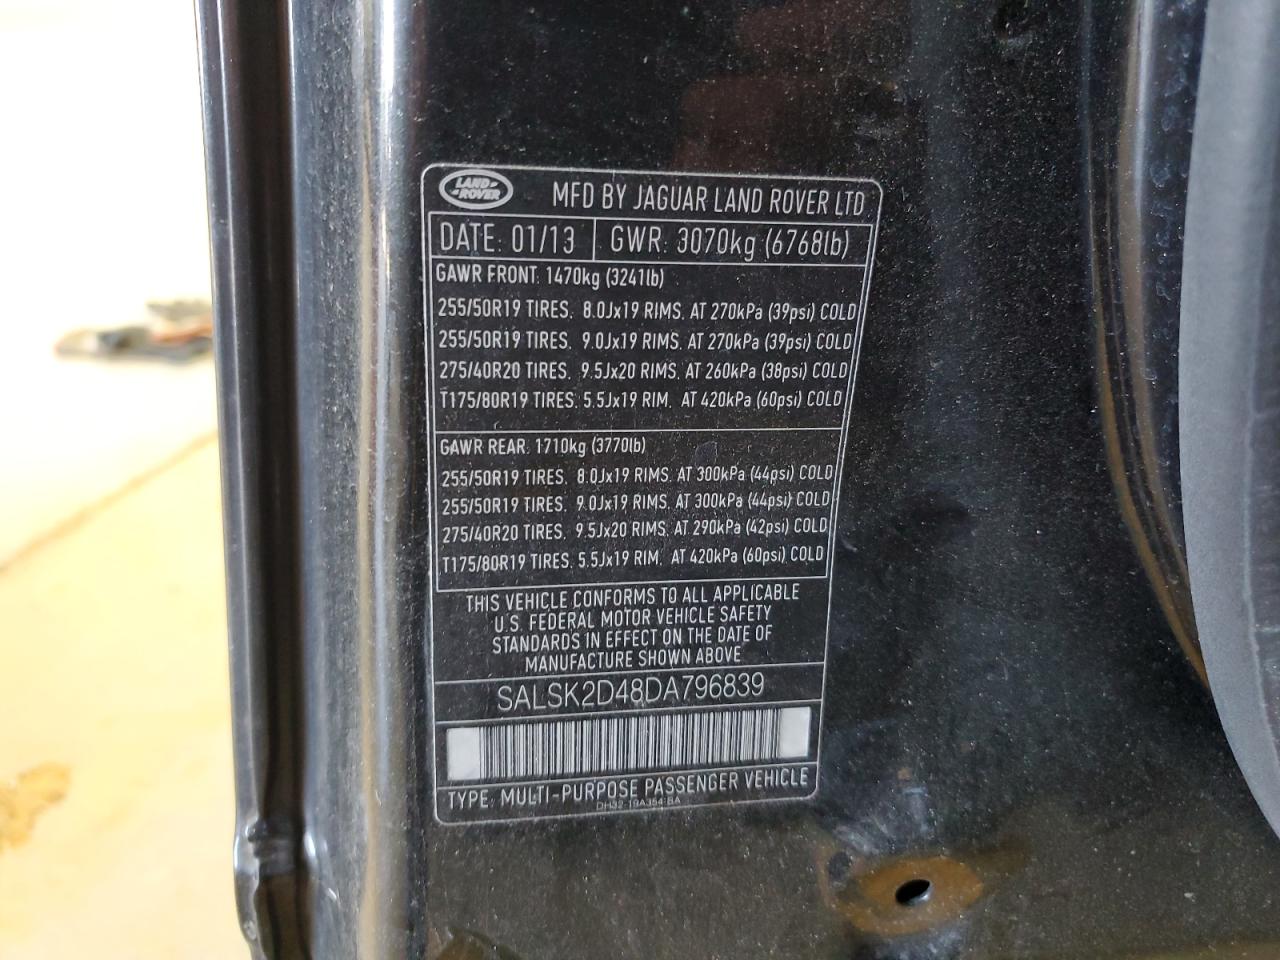 LAND-
-ROVER
MFD BY JAGUAR LAND ROVER LTD
DATE: 01/13 GWR: 3070kg (6768lb)
GAWR FRONT: 1470kg (3241lb)
255/50R19 TIRES. 8.0Jx19 RIMS. AT 270kPa (39psi) COLD
255/50R19 TIRES. 9.0Jx19 RIMS. AT 270kPa (39psi) COLD
275/40R20 TIRES. 9.5Jx20 RIMS. AT 260kPa (38psi) COLD
T175/80R19 TIRES. 5.5Jx19 RIM. AT 420kPa (60psi) COLD
GAWR REAR: 1710kg (3770lb)
255/50R19 TIRES. 8.0Jx19 RIMS. AT 300kPa (44psi) COLD
255/50R19 TIRES. 9.0Jx19 RIMS. AT 300kPa (44psi) COLD
275/40R20 TIRES. 9.5Jx20 RIMS. AT 290kPa (42psi) COLD
T175/80R19 TIRES. 5.5Jx19 RIM. AT 420kPa (60psi) COLD
THIS VEHICLE CONFORMS TO ALL APPLICABLE
U.S. FEDERAL MOTOR VEHICLE SAFETY
STANDARDS IN EFFECT ON THE DATE OF
MANUFACTURE SHOWN ABOVE
SALSK2D48DA796839
TYPE: MULTI-PURPOSE PASSENGER VEHICLE
DH32-19A354-BA